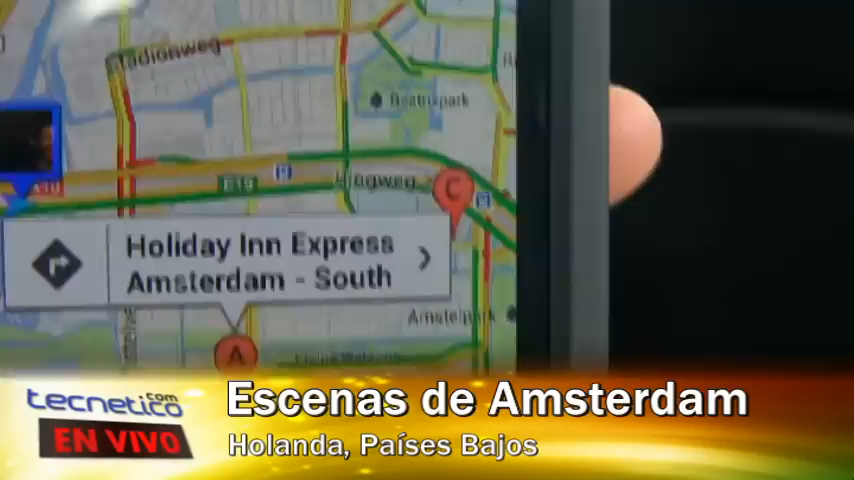 Stadionweg
Beatrixpark
Ringweg
C
Holiday Inn Express
Amsterdam - South
Amstelpark
A
tecnetico.com
EN VIVO
Escenas de Amsterdam
Holanda, Países Bajos